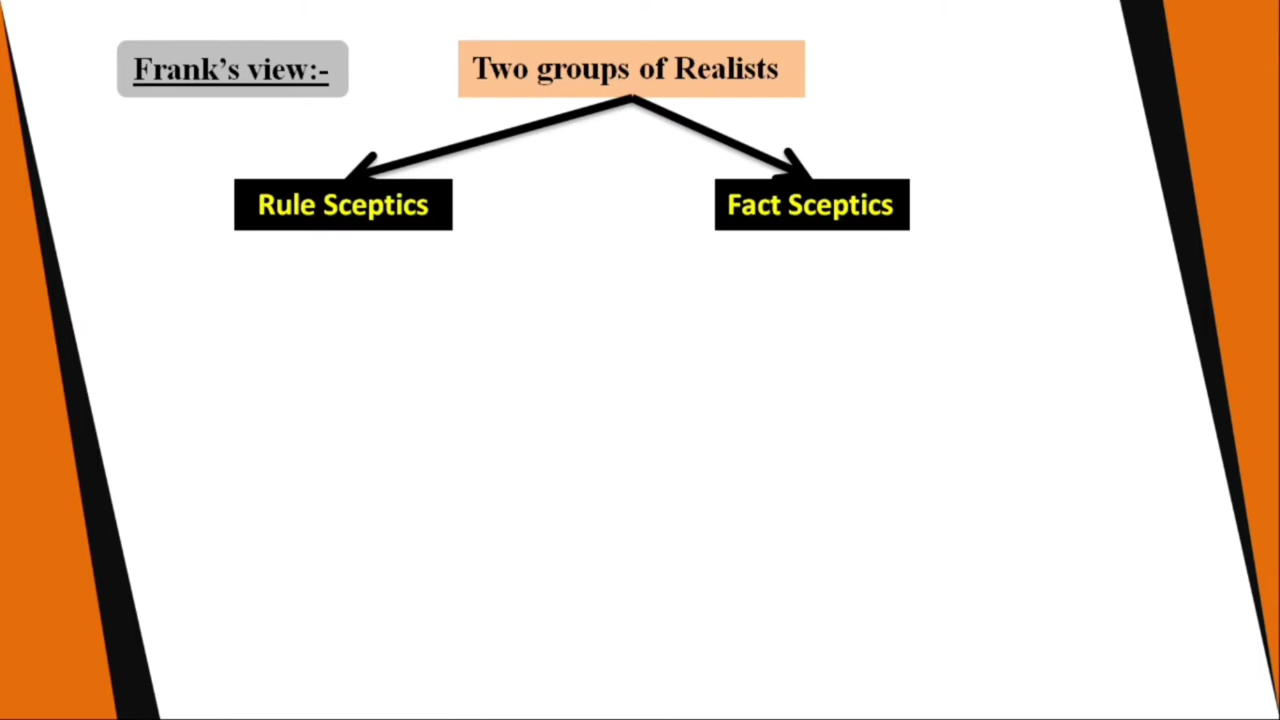 Frank's view:-
Two groups of Realists
Rule Sceptics
Fact Sceptics